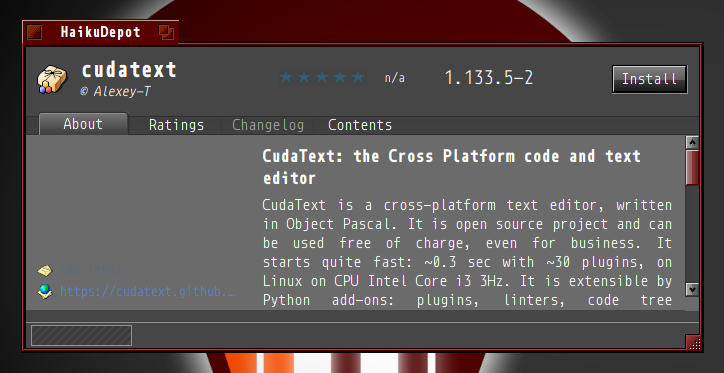 HaikuDepot
cudatext
© Alexey-T
n/a
1.133.5-2
Install
About
Ratings
Changelog
Contents
CudaText: the Cross Platform code and text
editor
CudaText is a cross-platform text editor, written
in Object Pascal. It is open source project and can
be used free of charge, even for business. It
starts quite fast: ~0.3 sec with ~30 plugins, on
Linux on CPU Intel Core i3 3Hz. It is extensible by
Python add-ons: plugins, linters, code tree
https://cudatext.github.…